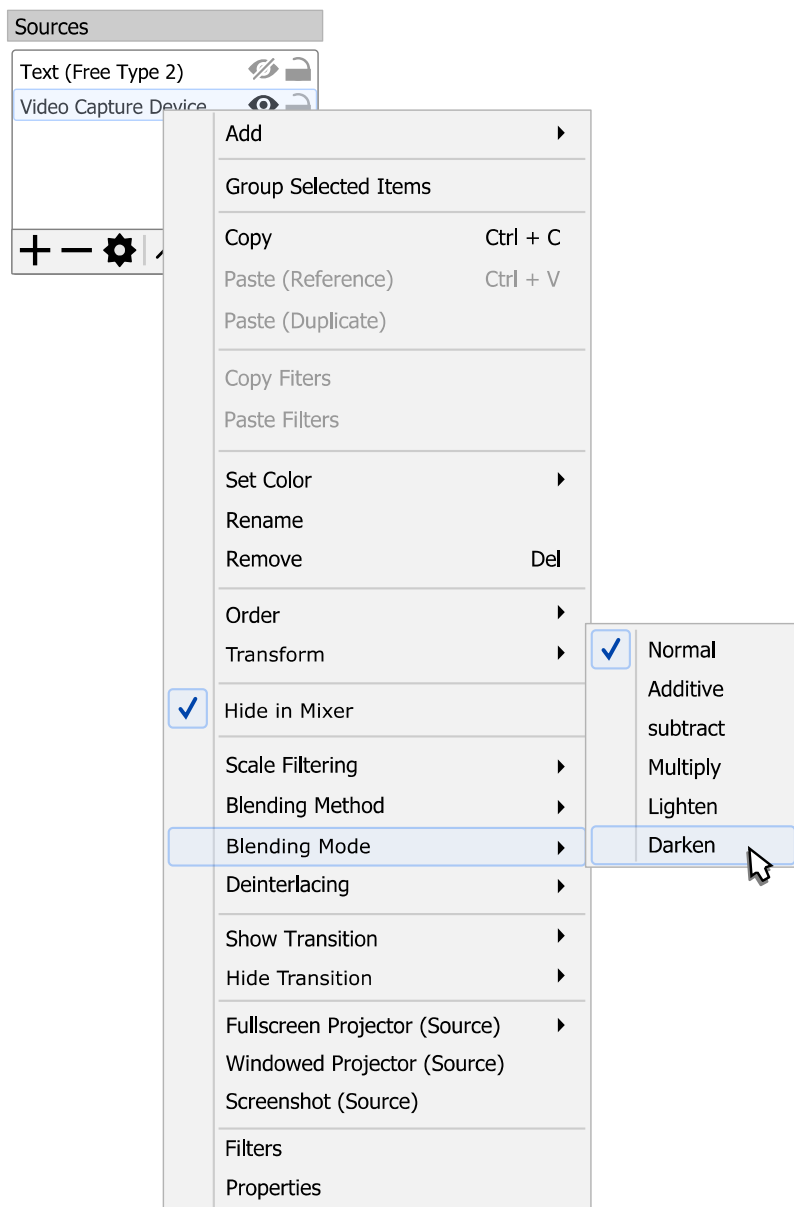 Sources
Text (Free Type 2)
Video Capture Device
Add
Group Selected Items
Copy Ctrl + C
Paste (Reference) Ctrl + V
Paste (Duplicate)
Copy Fiters
Paste Filters
Set Color
Rename
Remove Del
Order
Transform
Hide in Mixer
Scale Filtering
Blending Method
Blending Mode
Deinterlacing
Show Transition
Hide Transition
Fullscreen Projector (Source)
Windowed Projector (Source)
Screenshot (Source)
Filters
Properties
Normal
Additive
subtract
Multiply
Lighten
Darken